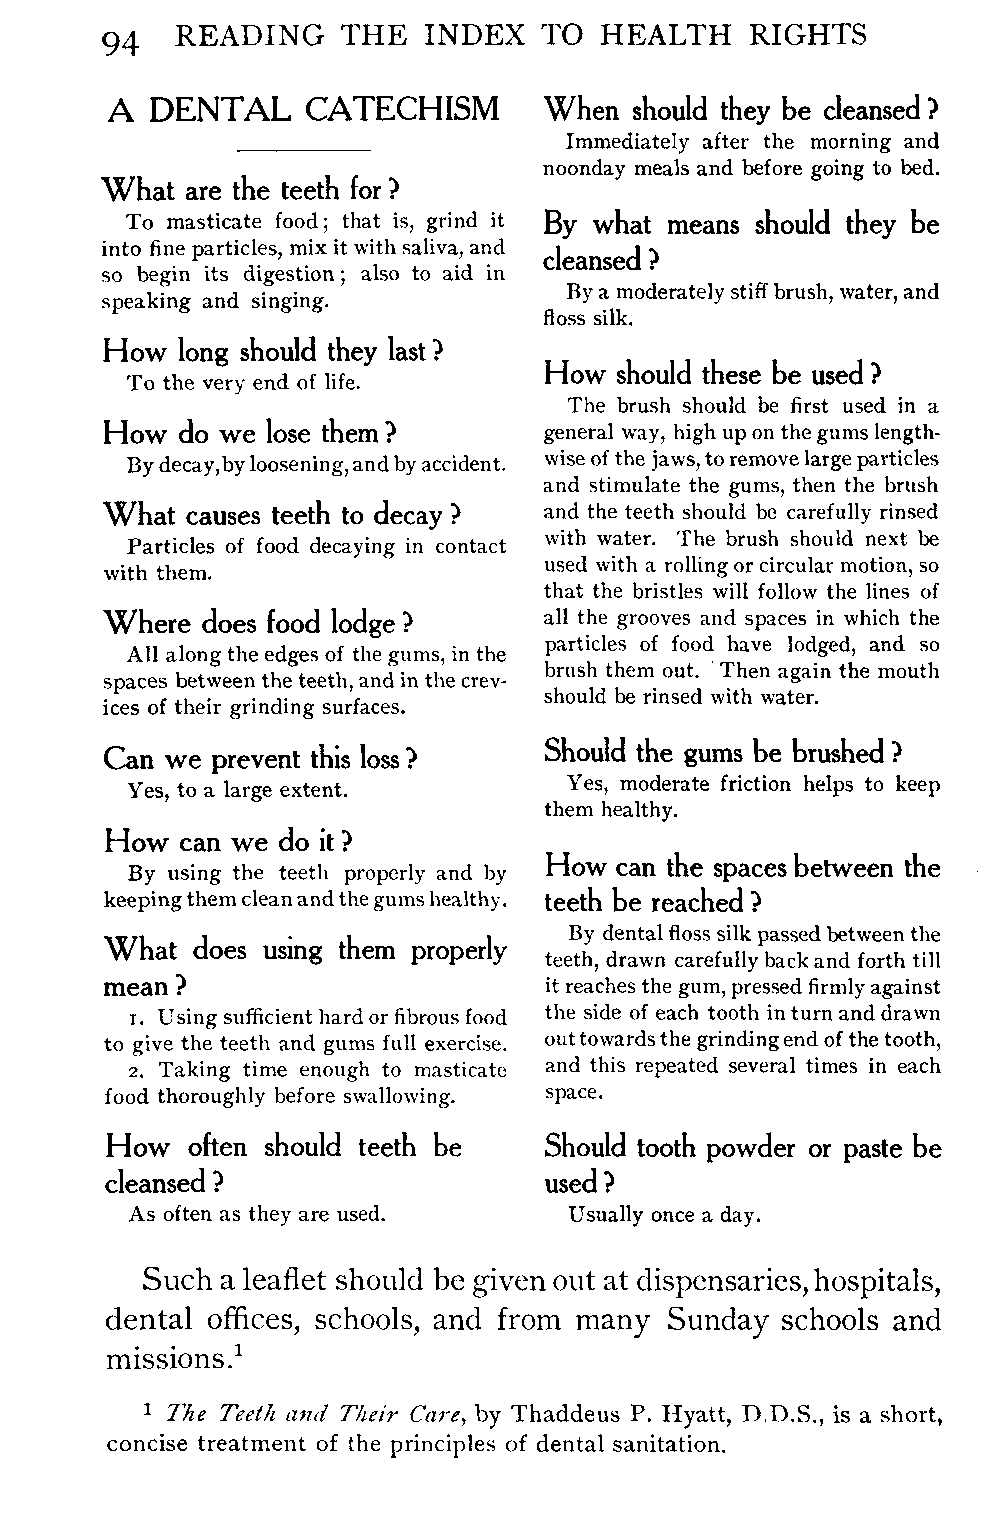 94 READING THE INDEX TO HEALTH RIGHTS
A DENTAL CATECHISM
What are the teeth for?
To masticate food; that is, grind it
into fine particles, mix it with saliva, and
so begin its digestion; also to aid in
speaking and singing.
How long should they last?
To the very end of life.
How do we lose them?
By decay, by loosening, and by accident.
What causes teeth to decay?
Particles of food decaying in contact
with them.
Where does food lodge?
All along the edges of the gums, in the
spaces between the teeth, and in the crev-
ices of their grinding surfaces.
Can we prevent this loss?
Yes, to a large extent.
How can we do it?
By using the teeth properly and by
keeping them clean and the gums healthy.
What does using them properly
mean?
1. Using sufficient hard or fibrous food
to give the teeth and gums full exercise.
2. Taking time enough to masticate
food thoroughly before swallowing.
How often should teeth be
cleansed?
As often as they are used.
When should they be cleansed?
Immediately after the morning and
noonday meals and before going to bed.
By what means should they be
cleansed?
By a moderately stiff brush, water, and
floss silk.
How should these be used?
The brush should be first used in a
general way, high up on the gums length-
wise of the jaws, to remove large particles
and stimulate the gums, then the brush
and the teeth should be carefully rinsed
with water. The brush should next be
used with a rolling or circular motion, so
that the bristles will follow the lines of
all the grooves and spaces in which the
particles of food have lodged, and so
brush them out. Then again the mouth
should be rinsed with water.
Should the gums be brushed?
Yes, moderate friction helps to keep
them healthy.
How can the spaces between the
teeth be reached?
By dental floss silk passed between the
teeth, drawn carefully back and forth till
it reaches the gum, pressed firmly against
the side of each tooth in turn and drawn
out towards the grinding end of the tooth,
and this repeated several times in each
space.
Should tooth powder or paste be
used?
Usually once a day.
Such a leaflet should be given out at dispensaries, hospitals,
dental offices, schools, and from many Sunday schools and
missions.¹
¹ The Teeth and Their Care, by Thaddeus P. Hyatt, D.D.S., is a short,
concise treatment of the principles of dental sanitation.